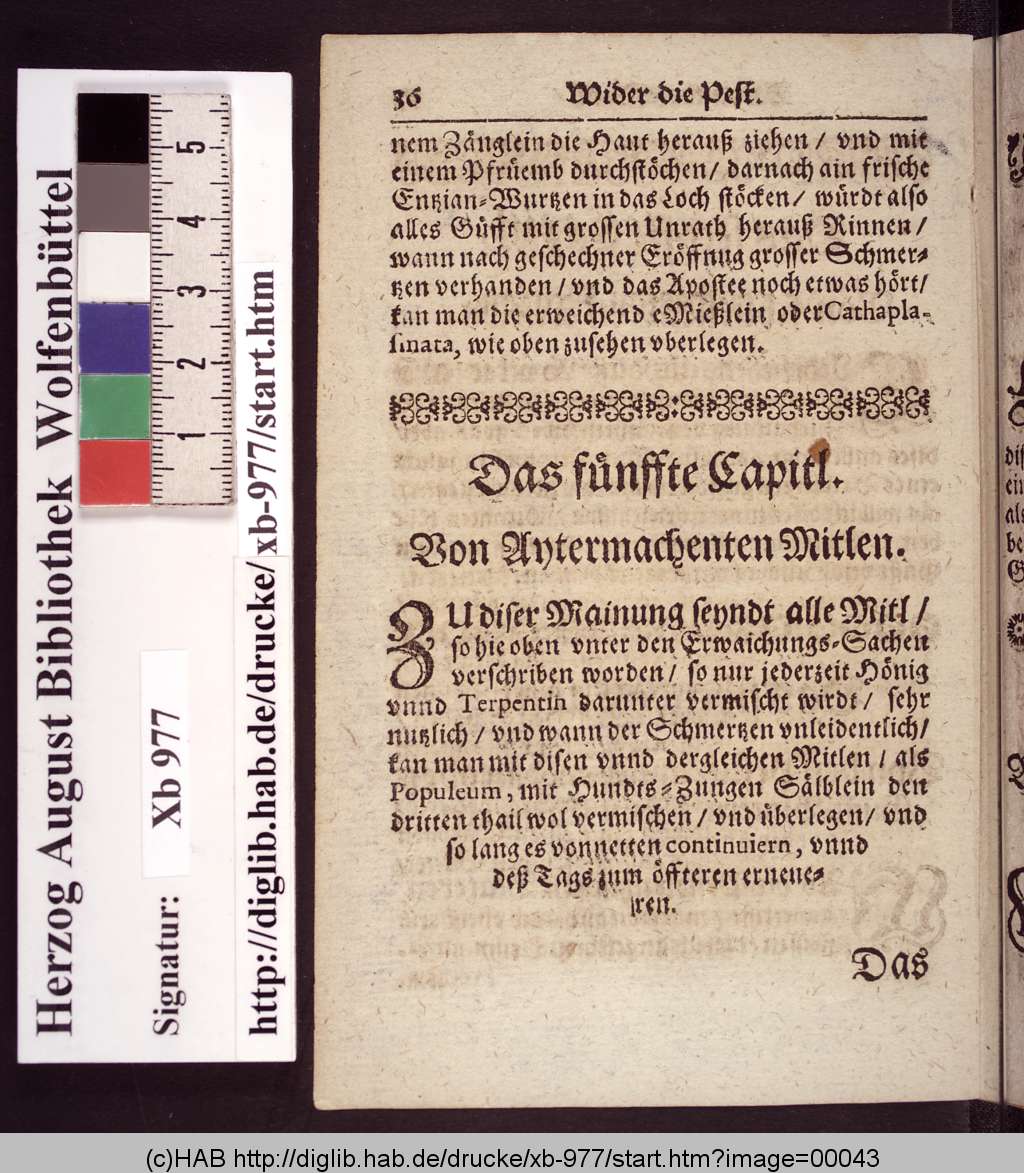 36 Wider die Pest.
nem Zänglein die Haut herauß ziehen / vnd mit
einem Pfrüemb durchstöchen / darnach ain frische
Entzian-Wurtzen in das Loch stöcken / würdt also
alles Güfft mit grossen Unrath herauß Rinnen /
wann nach geschechner Eröffnug grosser Schmer-
tzen verhanden / vnd das Apostee noch etwas hört /
kan man die erweichend eMießlein oder Cathapla-
smata, wie oben zusehen vberlegen.
Das fünffte Capitl.
Von Aytermachenten Mitlen.
ZU diser Mainung seyndt alle Mitl /
so hie oben vnter den Erwaichungs-Sachen
verschriben worden / so nur jederzeit Hönig
vnnd Terpentin darunter vermischt wirdt / sehr
nutzlich / vnd wann der Schmertzen vnleidentlich /
kan man mit disen vnnd dergleichen Mitlen / als
Populeum, mit Hundts-Zungen Sälblein den
dritten thail wol vermischen / vnd überlegen / vnd
so lang es vonnetten continuiern, vnnd
deß Tags zum öffteren erneue-
ren.
Das
Herzog August Bibliothek Wolfenbüttel
Signatur: Xb 977
http://diglib.hab.de/drucke/xb-977/start.htm
1 2 3 4 5
(c)HAB http://diglib.hab.de/drucke/xb-977/start.htm?image=00043